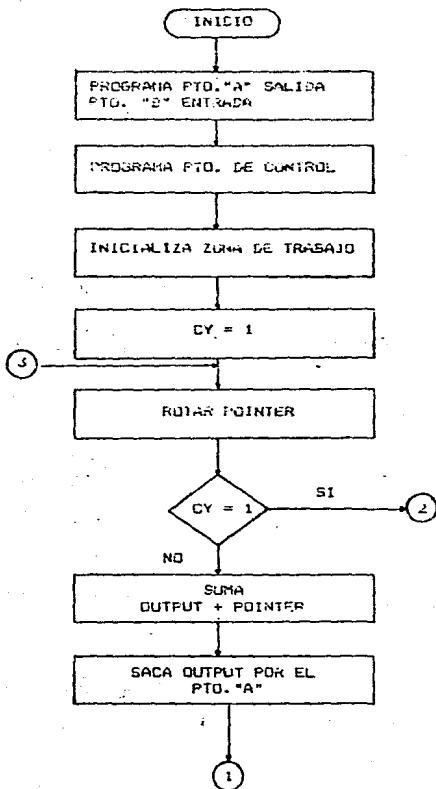 INICIO
PROGRAMA PTO."A" SALIDA
PTO. "B" ENTRADA
PROGRAMA PTO. DE CONTROL
INICIALIZA ZONA DE TRABAJO
CY = 1
3
ROTAR POINTER
CY = 1
SI
2
NO
SUMA
OUTPUT + POINTER
SACA OUTPUT POR EL
PTO."A"
1